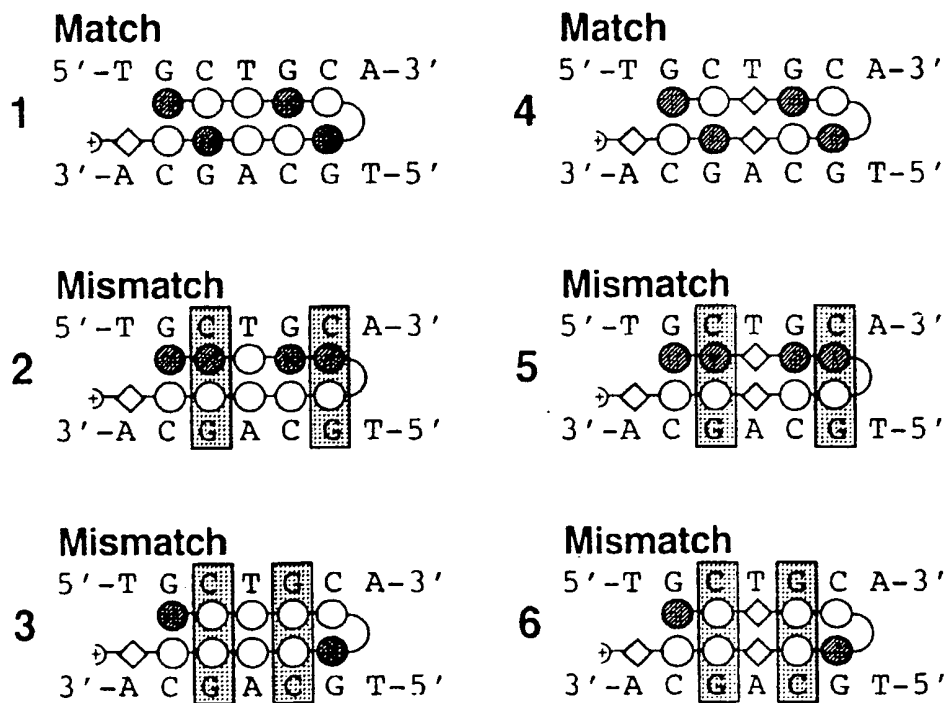 Match
5'-T G C T G C A-3'
1
+
3'-A C G A C G T-5'
Mismatch
5'-T G C T G C A-3'
2
+
3'-A C G A C G T-5'
Mismatch
5'-T G C T G C A-3'
3
+
3'-A C G A C G T-5'
Match
5'-T G C T G C A-3'
4
+
3'-A C G A C G T-5'
Mismatch
5'-T G C T G C A-3'
5
+
3'-A C G A C G T-5'
Mismatch
5'-T G C T G C A-3'
6
+
3'-A C G A C G T-5'